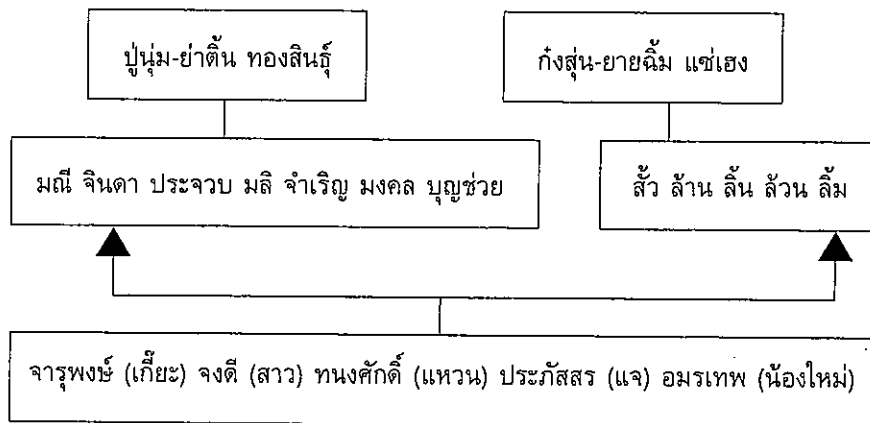 ปู่นุ่ม-ย่าติ้น ทองสินธุ์
ก๋งสุ่น-ยายฉิ้ม แซ่เฮง
มณี จินดา ประจวบ มลิ จำเริญ มงคล บุญช่วย
สั้ว ล้าน ลิ้น ล้วน ลิ้ม
จารุพงษ์ (เกี๊ยะ) จงดี (สาว) ทนงศักดิ์ (แหวน) ประภัสสร (แจ) อมรเทพ (น้องใหม่)